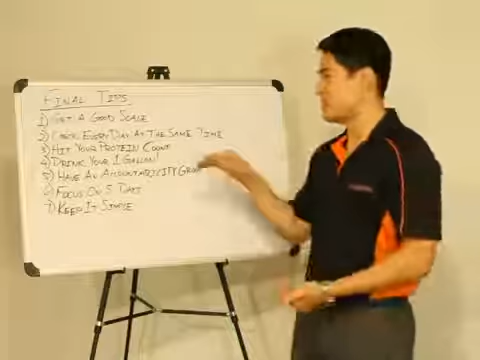 FINAL TIPS
1) GET A GOOD SCALE
2) CHECK EVERY DAY AT THE SAME TIME
3) HIT YOUR PROTEIN COUNT
4) DRINK YOUR 1 GALLON!
5) HAVE AN ACCOUNTABILITY GROUP
6) FOCUS ON 5 DAYS
7) KEEP IT SIMPLE